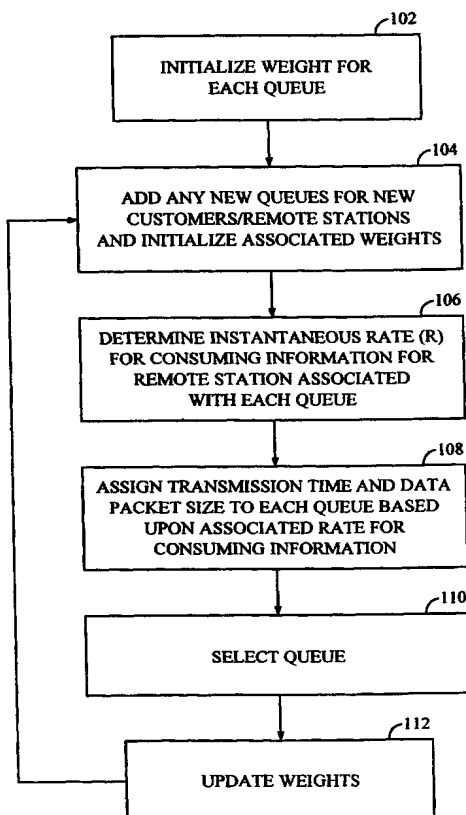 102
INITIALIZE WEIGHT FOR
EACH QUEUE
104
ADD ANY NEW QUEUES FOR NEW
CUSTOMERS/REMOTE STATIONS
AND INITIALIZE ASSOCIATED WEIGHTS
106
DETERMINE INSTANTANEOUS RATE (R)
FOR CONSUMING INFORMATION FOR
REMOTE STATION ASSOCIATED
WITH EACH QUEUE
108
ASSIGN TRANSMISSION TIME AND DATA
PACKET SIZE TO EACH QUEUE BASED
UPON ASSOCIATED RATE FOR
CONSUMING INFORMATION
110
SELECT QUEUE
112
UPDATE WEIGHTS